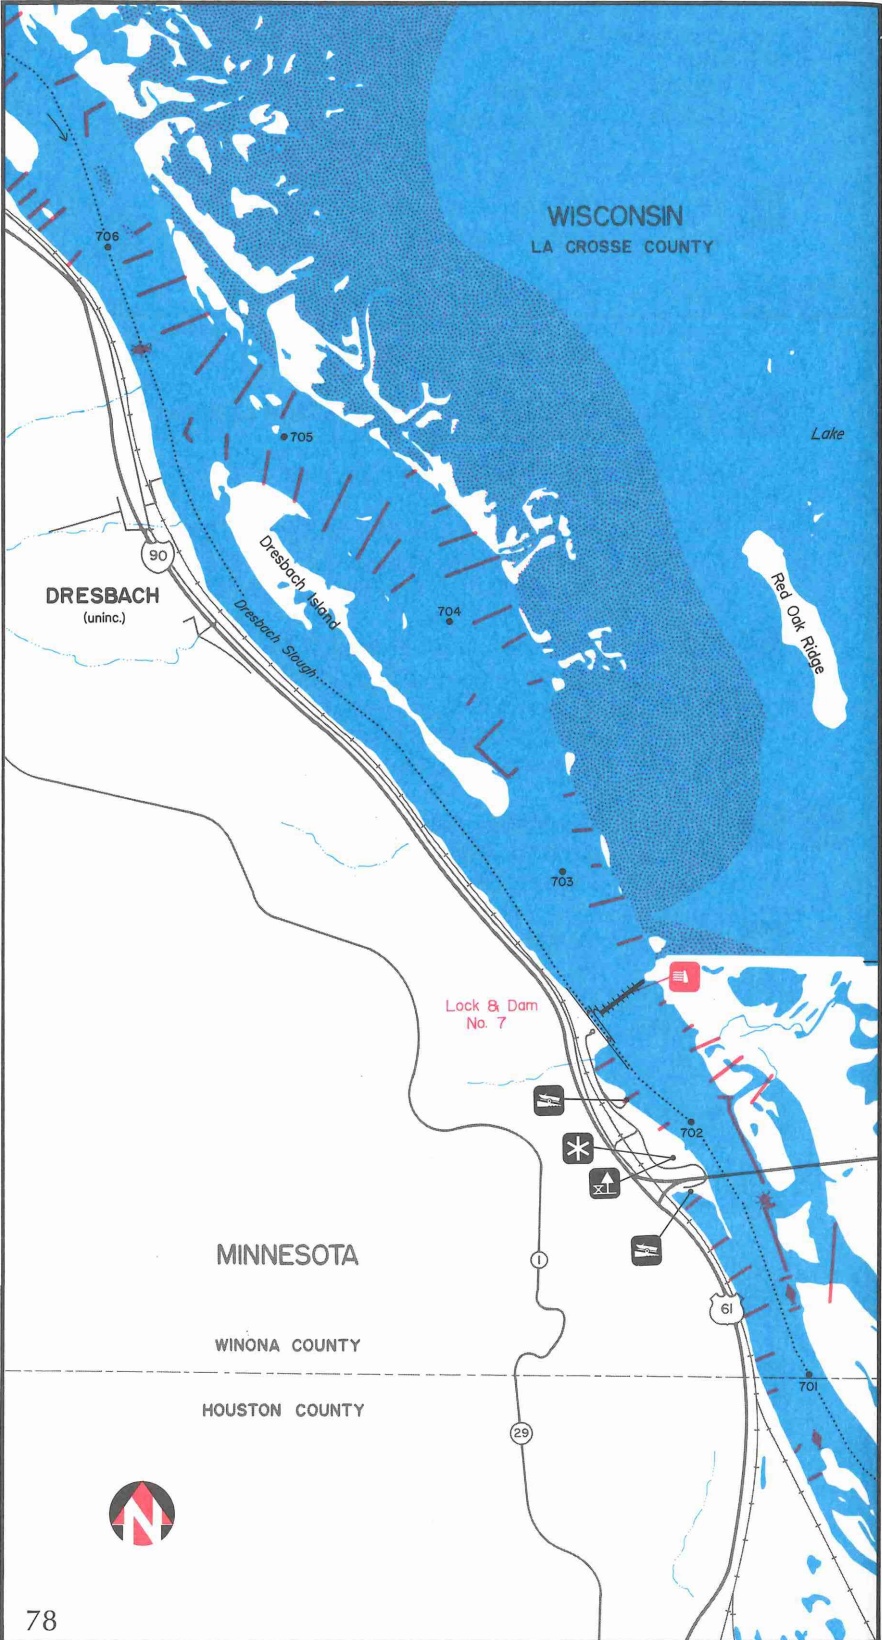 WISCONSIN
LA CROSSE COUNTY
706
Lake
705
90
Dresbach Island
DRESBACH
(uninc.)
Dresbach Slough
704
Red Oak Ridge
703
Lock & Dam
No. 7
702
MINNESOTA
1
61
WINONA COUNTY
701
HOUSTON COUNTY
29
N
78